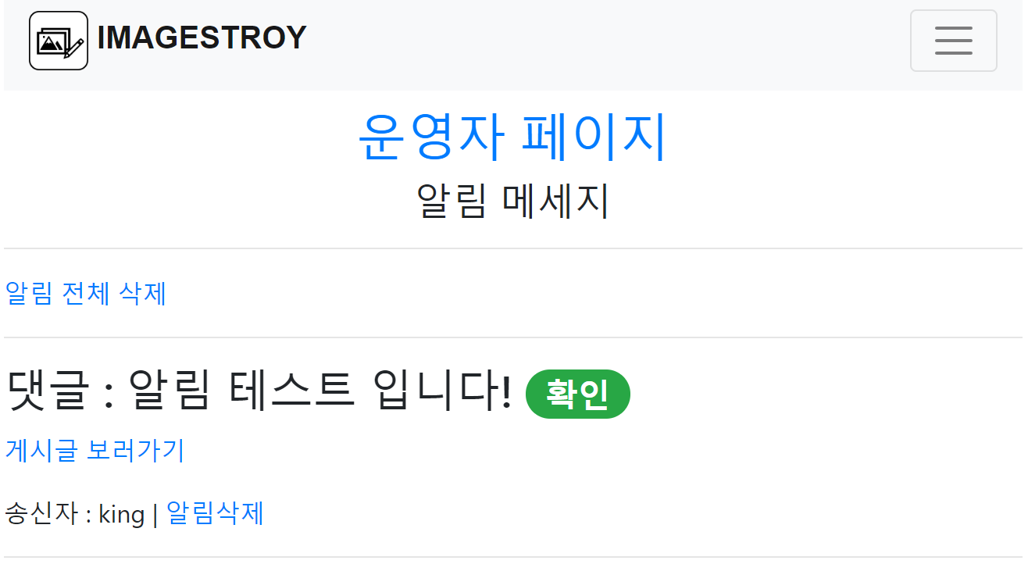 IMAGESTROY
운영자 페이지
알림 메세지
알림 전체 삭제
댓글 : 알림 테스트 입니다! 확인
게시글 보러가기
송신자 : king | 알림삭제